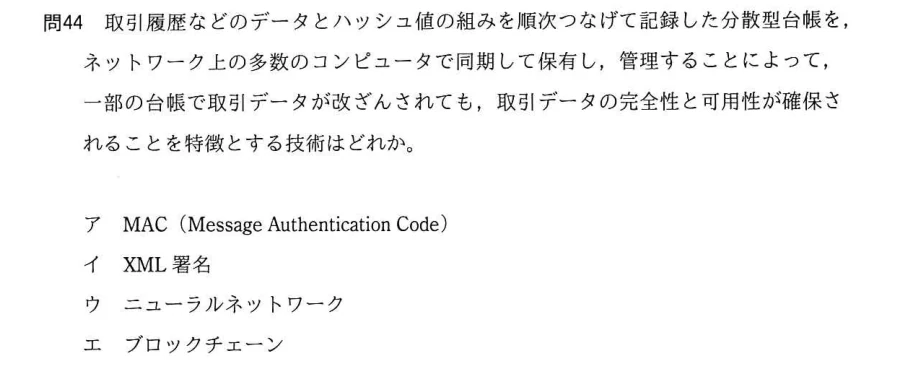 問44 取引履歴などのデータとハッシュ値の組みを順次つなげて記録した分散型台帳を，
ネットワーク上の多数のコンピュータで同期して保有し，管理することによって，
一部の台帳で取引データが改ざんされても，取引データの完全性と可用性が確保さ
れることを特徴とする技術はどれか。
ア MAC（Message Authentication Code）
イ XML 署名
ウ ニューラルネットワーク
エ ブロックチェーン